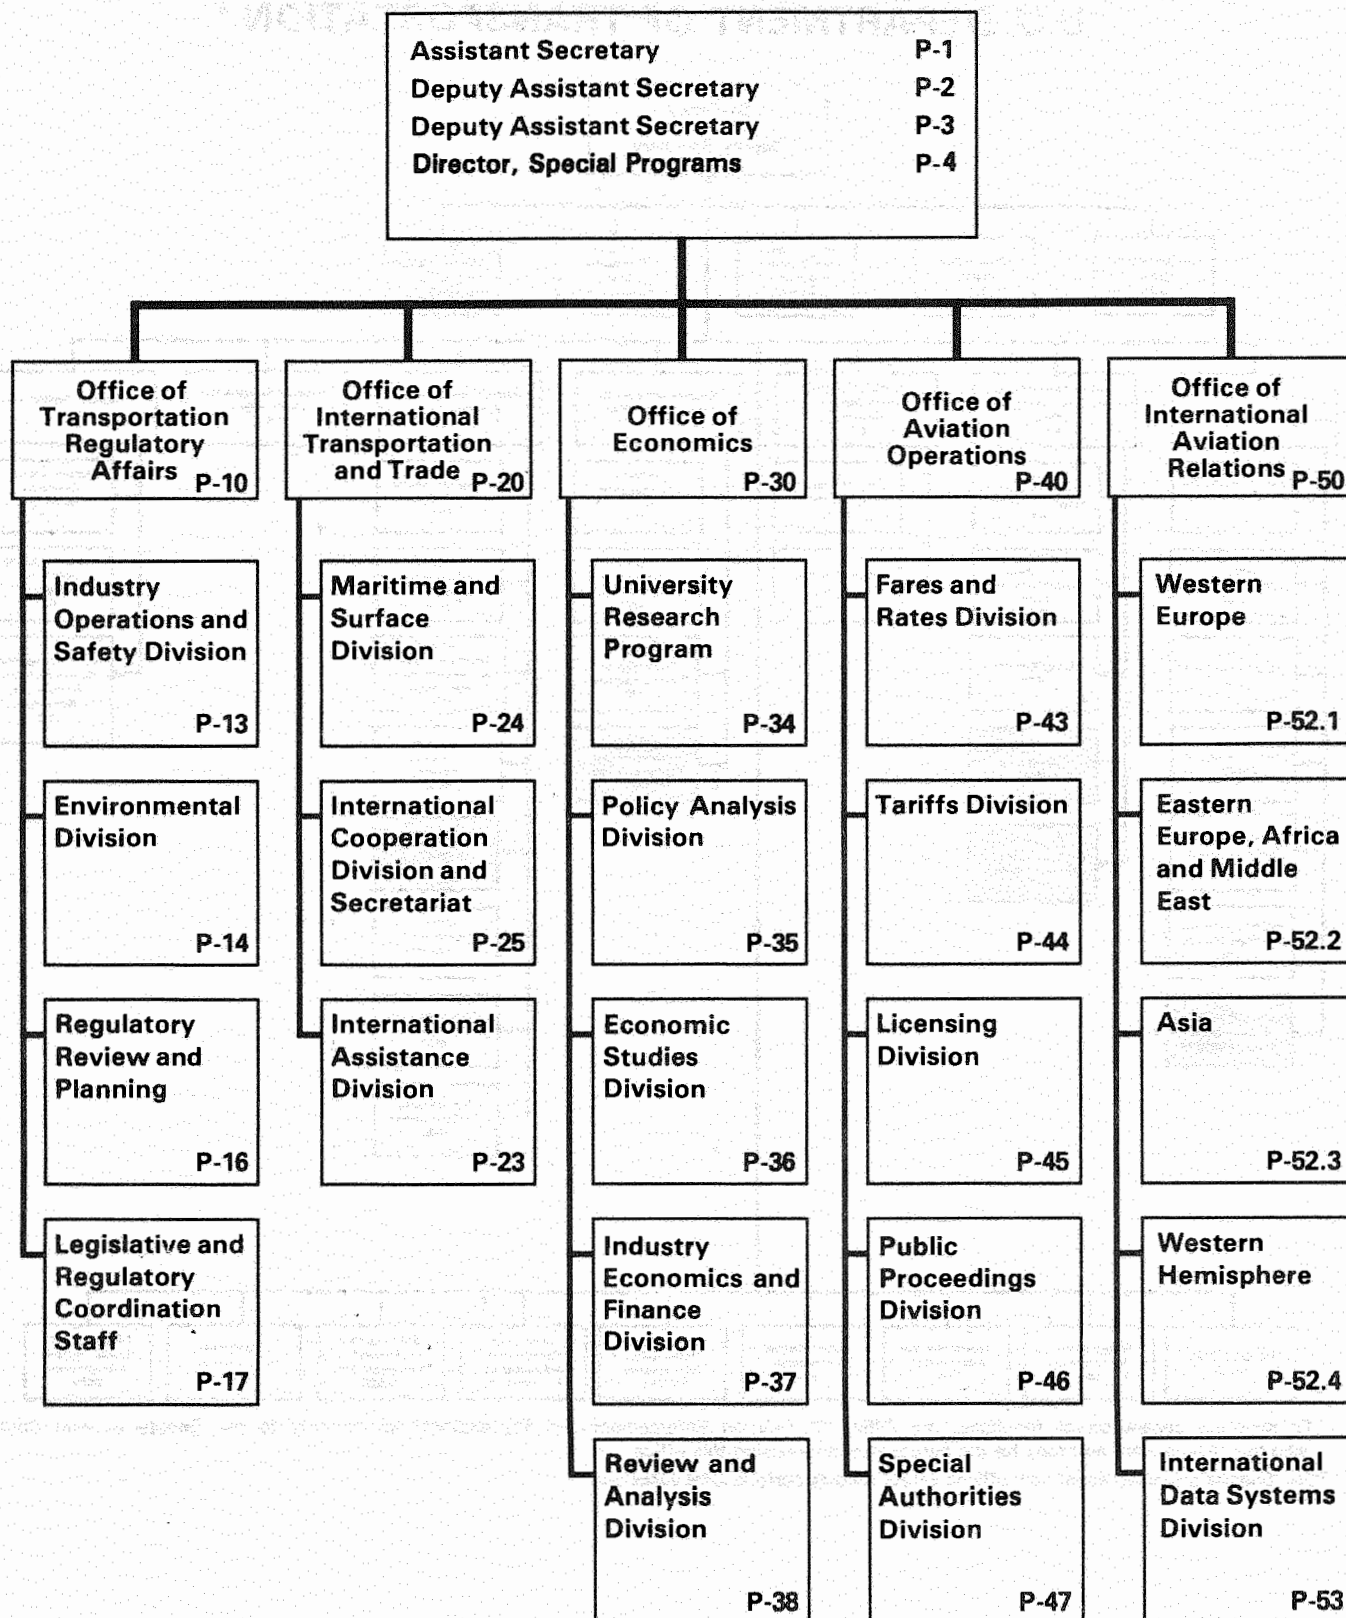 Assistant Secretary P-1
Deputy Assistant Secretary P-2
Deputy Assistant Secretary P-3
Director, Special Programs P-4
Office of
Transportation
Regulatory
Affairs P-10
Office of
International
Transportation
and Trade P-20
Office of
Economics
P-30
Office of
Aviation
Operations
P-40
Office of
International
Aviation
Relations P-50
Industry
Operations and
Safety Division
P-13
Environmental
Division
P-14
Regulatory
Review and
Planning
P-16
Legislative and
Regulatory
Coordination
Staff
P-17
Maritime and
Surface
Division
P-24
International
Cooperation
Division and
Secretariat
P-25
International
Assistance
Division
P-23
University
Research
Program
P-34
Policy Analysis
Division
P-35
Economic
Studies
Division
P-36
Industry
Economics and
Finance
Division
P-37
Review and
Analysis
Division
P-38
Fares and
Rates Division
P-43
Tariffs Division
P-44
Licensing
Division
P-45
Public
Proceedings
Division
P-46
Special
Authorities
Division
P-47
Western
Europe
P-52.1
Eastern
Europe, Africa
and Middle
East
P-52.2
Asia
P-52.3
Western
Hemisphere
P-52.4
International
Data Systems
Division
P-53